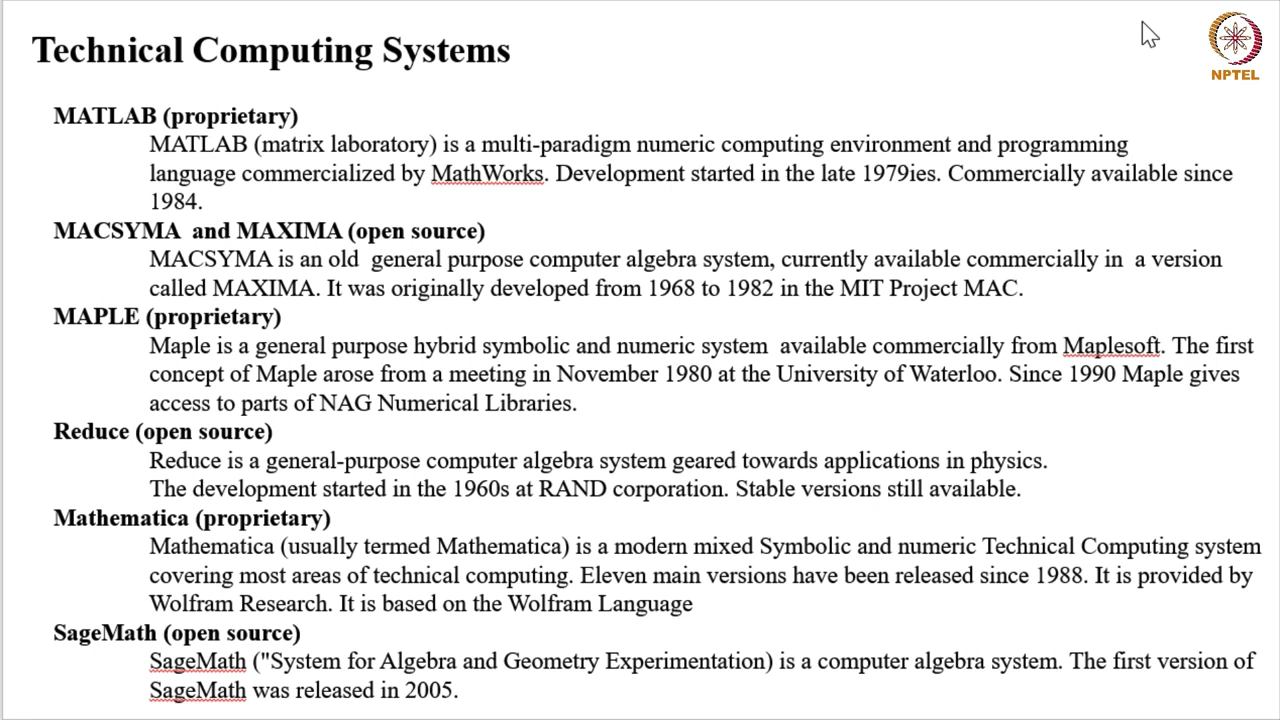 Technical Computing Systems
NPTEL
MATLAB (proprietary)
MATLAB (matrix laboratory) is a multi-paradigm numeric computing environment and programming
language commercialized by MathWorks. Development started in the late 1979ies. Commercially available since
1984.
MACSYMA and MAXIMA (open source)
MACSYMA is an old general purpose computer algebra system, currently available commercially in a version
called MAXIMA. It was originally developed from 1968 to 1982 in the MIT Project MAC.
MAPLE (proprietary)
Maple is a general purpose hybrid symbolic and numeric system available commercially from Maplesoft. The first
concept of Maple arose from a meeting in November 1980 at the University of Waterloo. Since 1990 Maple gives
access to parts of NAG Numerical Libraries.
Reduce (open source)
Reduce is a general-purpose computer algebra system geared towards applications in physics.
The development started in the 1960s at RAND corporation. Stable versions still available.
Mathematica (proprietary)
Mathematica (usually termed Mathematica) is a modern mixed Symbolic and numeric Technical Computing system
covering most areas of technical computing. Eleven main versions have been released since 1988. It is provided by
Wolfram Research. It is based on the Wolfram Language
SageMath (open source)
SageMath ("System for Algebra and Geometry Experimentation) is a computer algebra system. The first version of
SageMath was released in 2005.